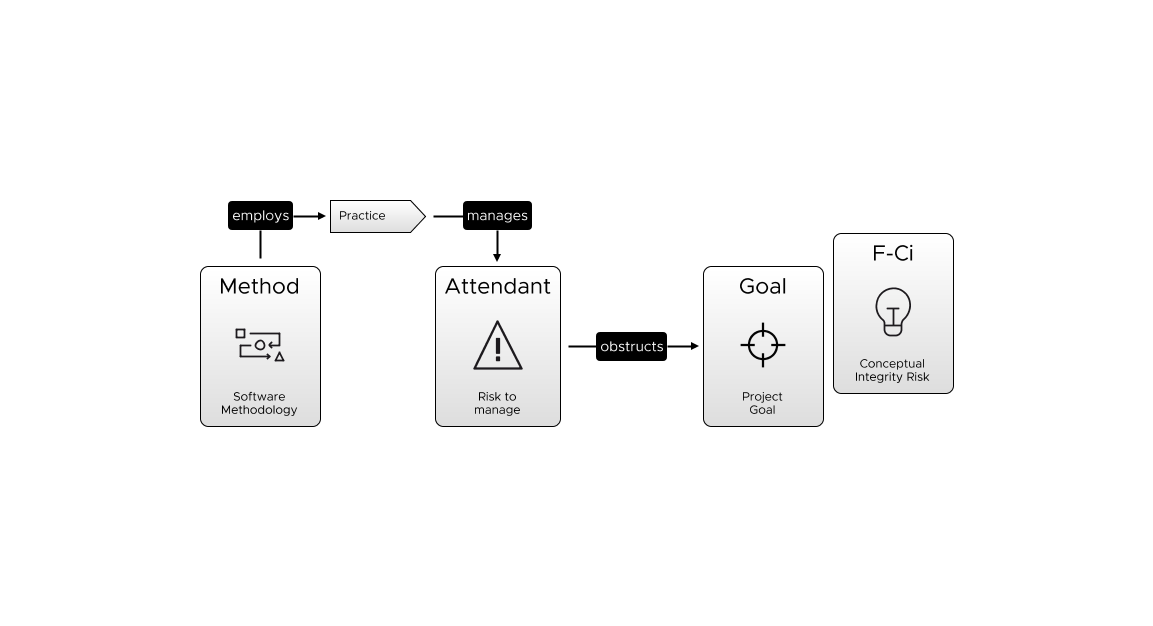 employs
Practice
manages
Method
Software
Methodology
Attendant
Risk to
manage
obstructs
Goal
Project
Goal
F-Ci
Conceptual
Integrity Risk